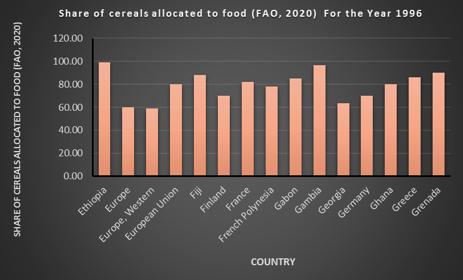 Share of cereals allocated to food (FAO, 2020) For the Year 1996
SHARE OF CEREALS ALLOCATED TO FOOD (FAO, 2020)
120.00
100.00
80.00
60.00
40.00
20.00
0.00
Ethiopia
Europe
Europe, Western
European Union
Fiji
Finland
France
French Polynesia
Gabon
Gambia
Georgia
Germany
Ghana
Greece
Grenada
COUNTRY